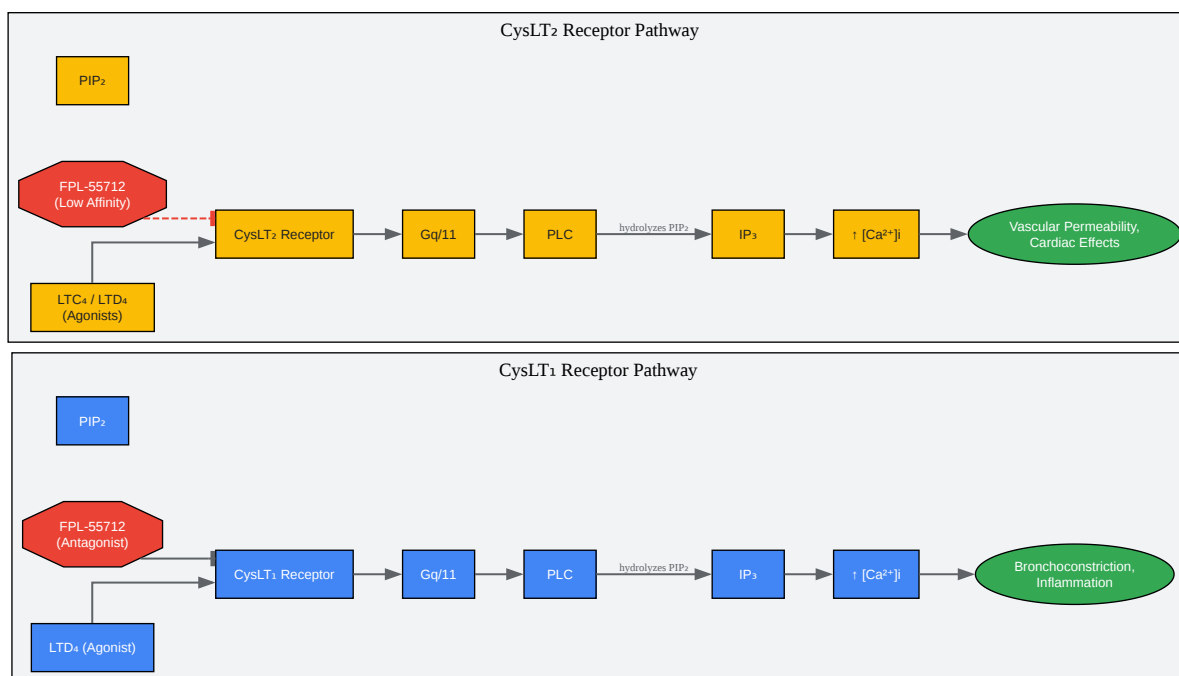 CysLT₂ Receptor Pathway
PIP₂
FPL-55712
(Low Affinity)
CysLT₂ Receptor
Gq/11
PLC
hydrolyzes PIP₂
IP₃
↑ [Ca²⁺]i
Vascular Permeability,
Cardiac Effects
LTC₄ / LTD₄
(Agonists)
CysLT₁ Receptor Pathway
PIP₂
FPL-55712
(Antagonist)
CysLT₁ Receptor
Gq/11
PLC
hydrolyzes PIP₂
IP₃
↑ [Ca²⁺]i
Bronchoconstriction,
Inflammation
LTD₄ (Agonist)